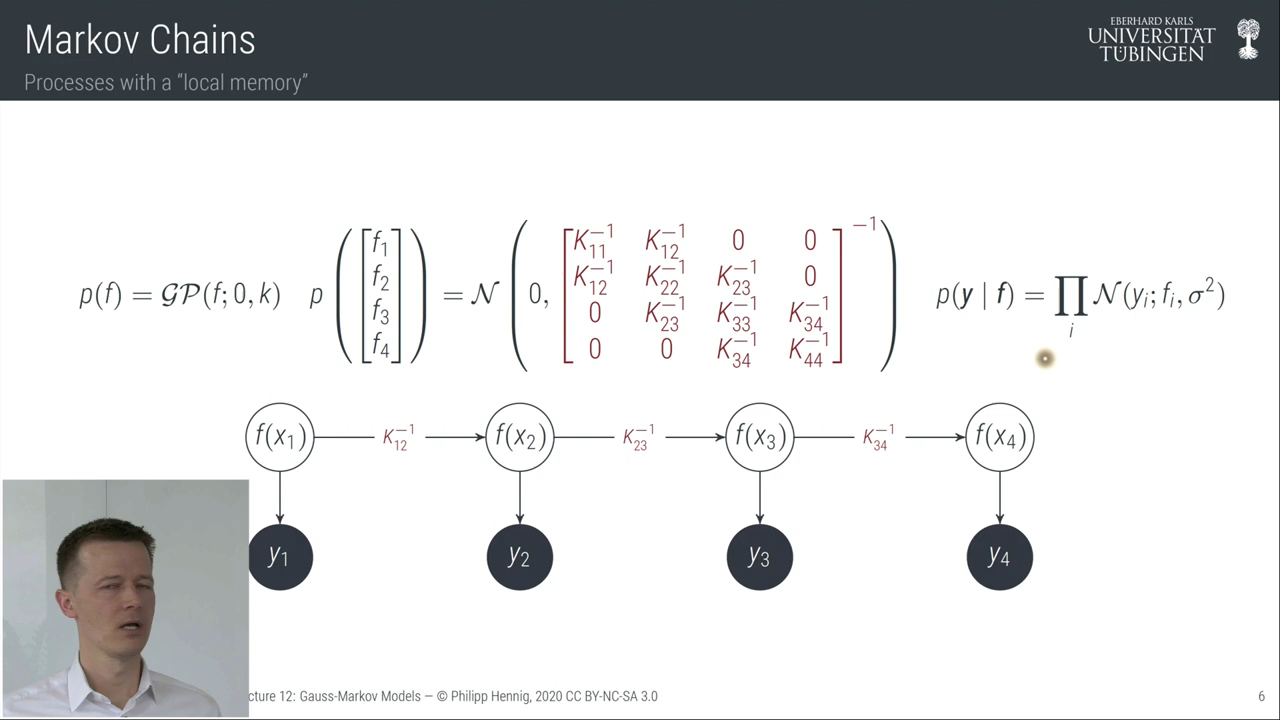 Markov Chains
Processes with a “local memory”
EBERHARD KARLS
UNIVERSITÄT
TÜBINGEN
p(f) = GP(f; 0, k) p([f₁ f₂ f₃ f₄]) = N(0, [K₁₁⁻¹ K₁₂⁻¹ 0 0
K₁₂⁻¹ K₂₂⁻¹ K₂₃⁻¹ 0
0 K₂₃⁻¹ K₃₃⁻¹ K₃₄⁻¹
0 0 K₃₄⁻¹ K₄₄⁻¹]⁻¹) p(y | f) = ∏ᵢ N(yᵢ; fᵢ, σ²)
f(x₁) K₁₂⁻¹ f(x₂) K₂₃⁻¹ f(x₃) K₃₄⁻¹ f(x₄)
y₁ y₂ y₃ y₄
cture 12: Gauss-Markov Models — © Philipp Hennig, 2020 CC BY-NC-SA 3.0
6